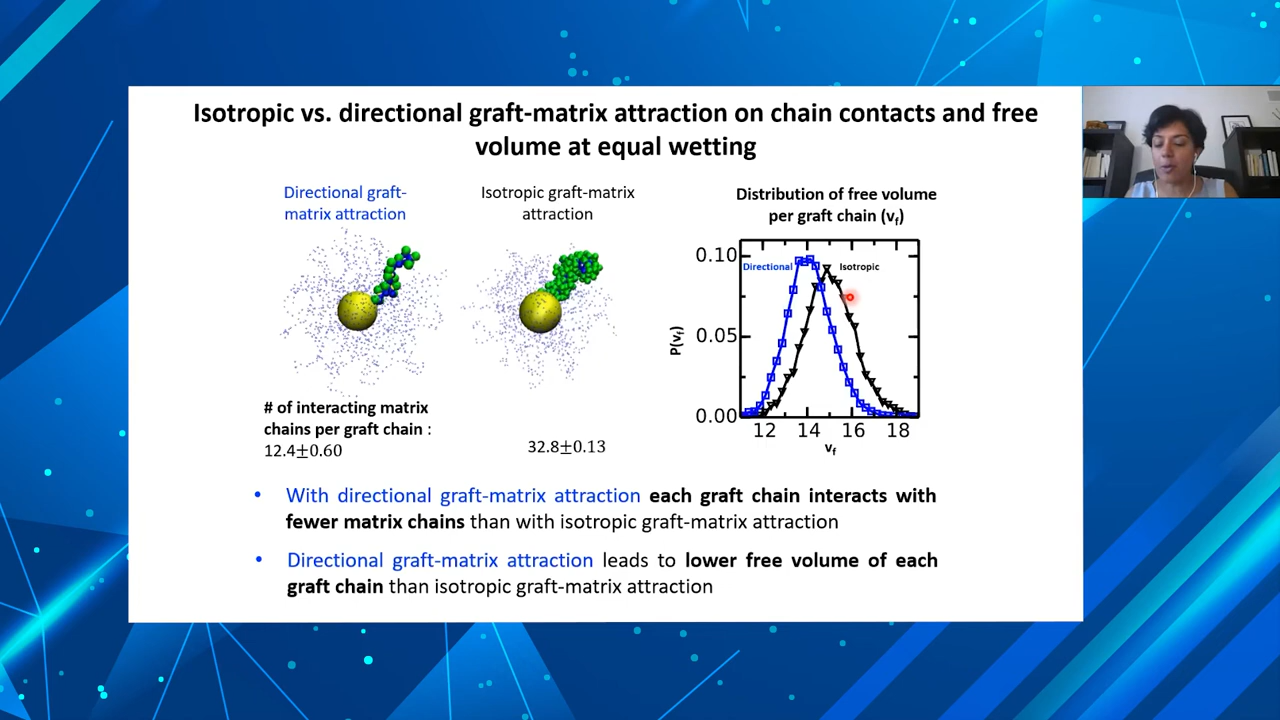 Isotropic vs. directional graft-matrix attraction on chain contacts and free
volume at equal wetting
Directional graft-
matrix attraction
Isotropic graft-matrix
attraction
# of interacting matrix
chains per graft chain :
12.4±0.60
32.8±0.13
Distribution of free volume
per graft chain (vf)
Directional
Isotropic
P(vf)
0.10
0.05
0.00
12 14 16 18
vf
• With directional graft-matrix attraction each graft chain interacts with
fewer matrix chains than with isotropic graft-matrix attraction
• Directional graft-matrix attraction leads to lower free volume of each
graft chain than isotropic graft-matrix attraction